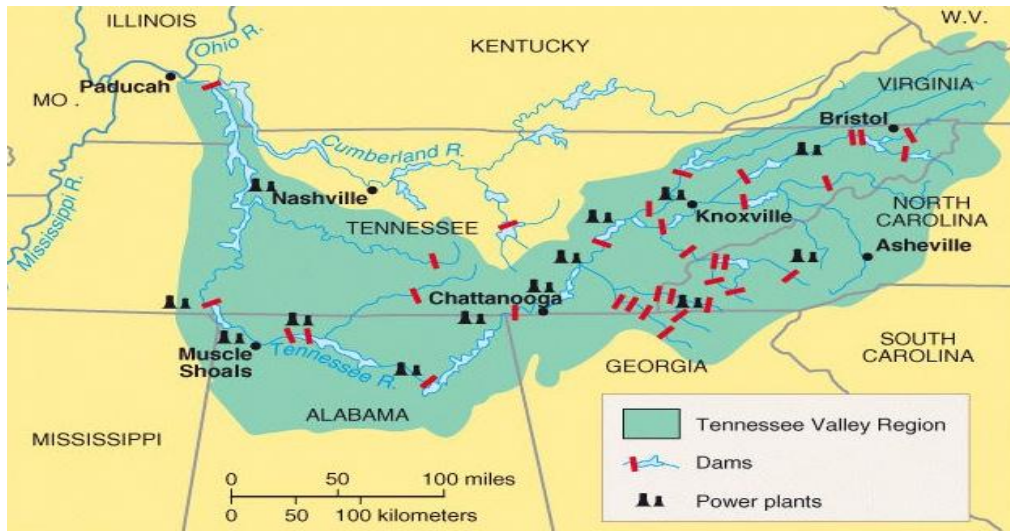 ILLINOIS
Ohio R.
W.V.
KENTUCKY
Paducah
MO .
VIRGINIA
Bristol
Cumberland R.
Nashville
Mississippi R.
TENNESSEE
Knoxville
NORTH
CAROLINA
Asheville
Chattanooga
Muscle
Shoals
Tennessee R.
GEORGIA
SOUTH
CAROLINA
ALABAMA
MISSISSIPPI
Tennessee Valley Region
Dams
Power plants
0 50 100 miles
0 50 100 kilometers